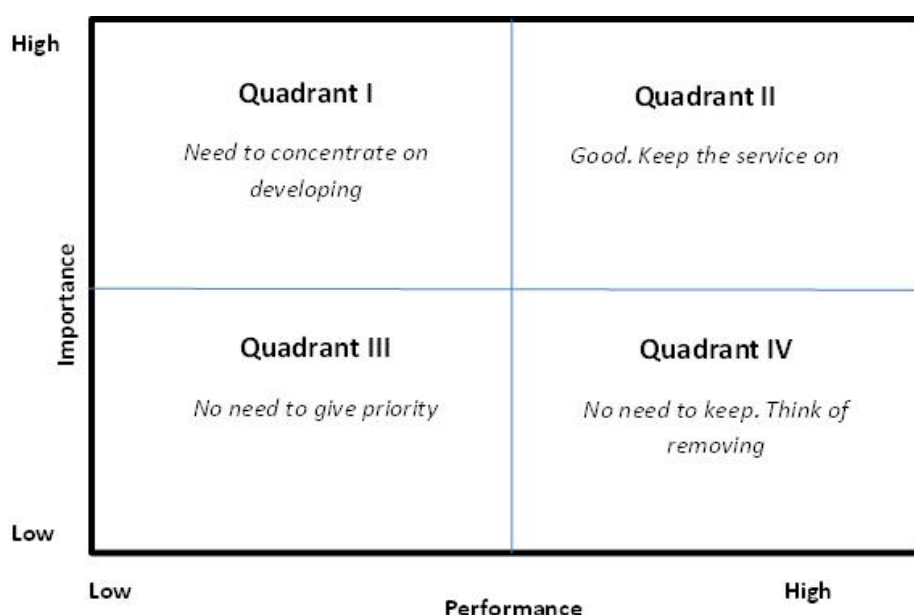 High
Quadrant I
Need to concentrate on
developing
Quadrant II
Good. Keep the service on
Importance
Quadrant III
No need to give priority
Quadrant IV
No need to keep. Think of
removing
Low
Low
High
Performance